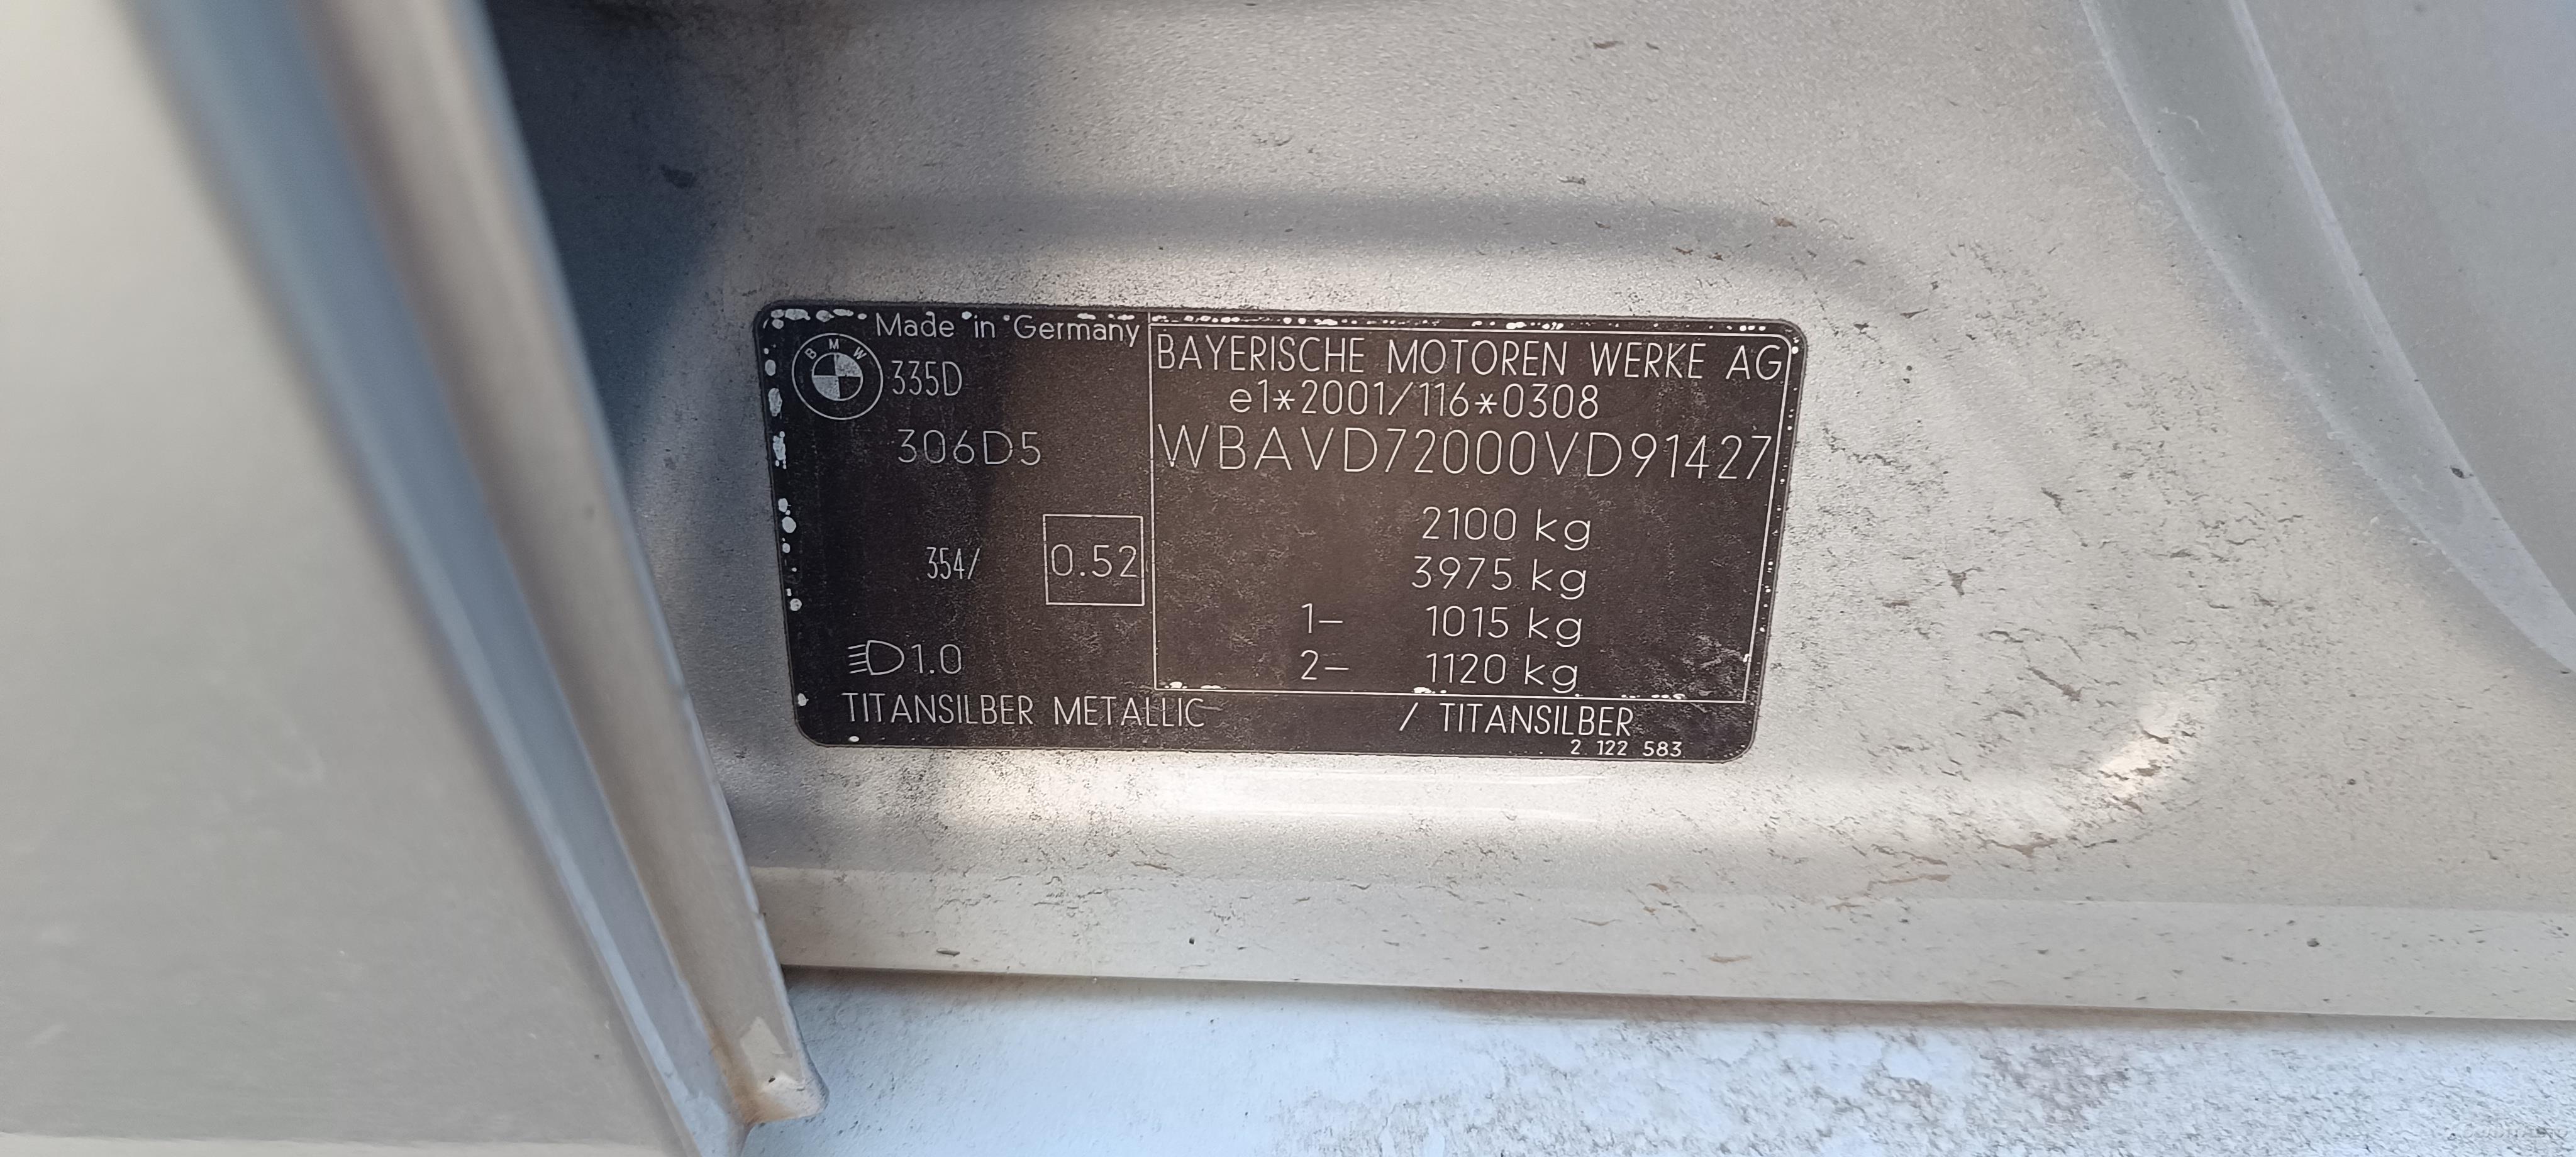 Made in Germany
BMW
335D
306D5
354/
0.52
1.0
BAYERISCHE MOTOREN WERKE AG
e1*2001/116*0308
WBAVD72000VD91427
2100 kg
3975 kg
1– 1015 kg
2– 1120 kg
TITANSILBER METALLIC / TITANSILBER
2 122 583